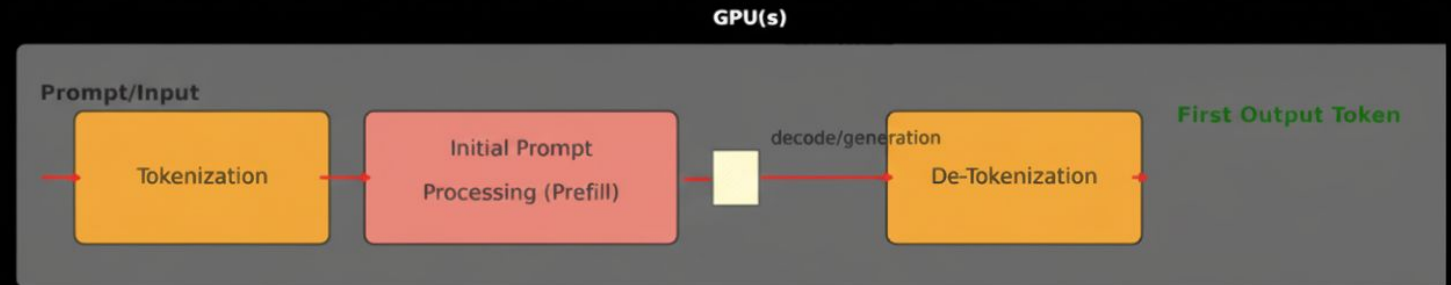 GPU(s)
Prompt/Input
Tokenization
Initial Prompt
Processing (Prefill)
decode/generation
De-Tokenization
First Output Token